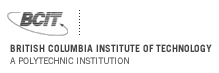 BCIT
BRITISH COLUMBIA INSTITUTE OF TECHNOLOGY
A POLYTECHNIC INSTITUTION